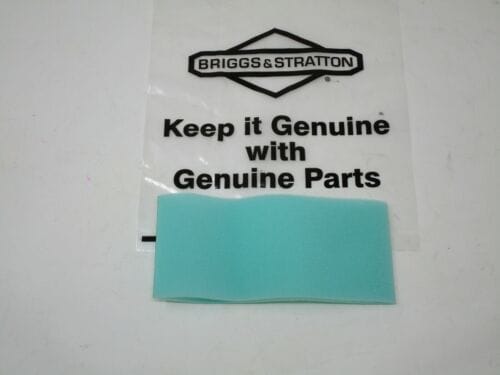 BRIGGS & STRATTON
®
Keep it Genuine
with
Genuine Parts